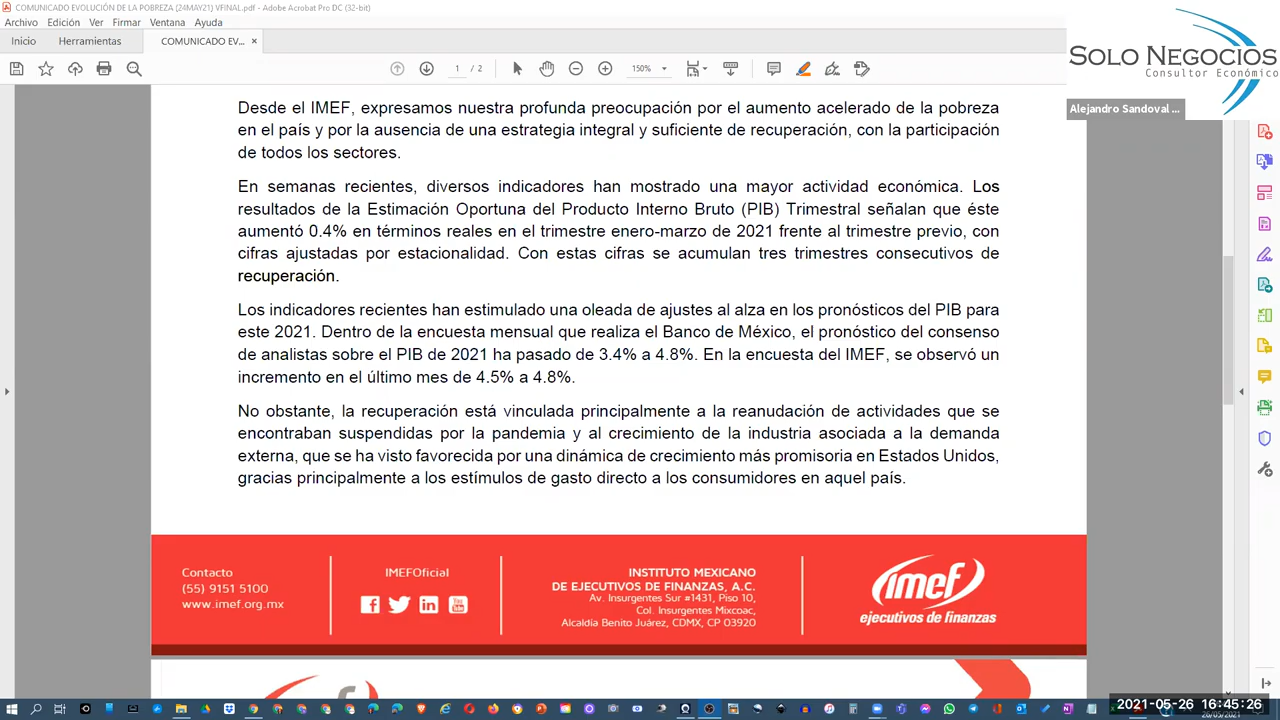 COMUNICADO EVOLUCIÓN DE LA POBREZA (24MAY21) VFINAL.pdf - Adobe Acrobat Pro DC (32-bit)
Archivo Edición Ver Firmar Ventana Ayuda
Inicio Herramientas COMUNICADO EV... ×
1 / 2 150%
SOLO NEGOCIOS
Consultor Económico
Alejandro Sandoval ...
Desde el IMEF, expresamos nuestra profunda preocupación por el aumento acelerado de la pobreza
en el país y por la ausencia de una estrategia integral y suficiente de recuperación, con la participación
de todos los sectores.
En semanas recientes, diversos indicadores han mostrado una mayor actividad económica. Los
resultados de la Estimación Oportuna del Producto Interno Bruto (PIB) Trimestral señalan que éste
aumentó 0.4% en términos reales en el trimestre enero-marzo de 2021 frente al trimestre previo, con
cifras ajustadas por estacionalidad. Con estas cifras se acumulan tres trimestres consecutivos de
recuperación.
Los indicadores recientes han estimulado una oleada de ajustes al alza en los pronósticos del PIB para
este 2021. Dentro de la encuesta mensual que realiza el Banco de México, el pronóstico del consenso
de analistas sobre el PIB de 2021 ha pasado de 3.4% a 4.8%. En la encuesta del IMEF, se observó un
incremento en el último mes de 4.5% a 4.8%.
No obstante, la recuperación está vinculada principalmente a la reanudación de actividades que se
encontraban suspendidas por la pandemia y al crecimiento de la industria asociada a la demanda
externa, que se ha visto favorecida por una dinámica de crecimiento más promisoria en Estados Unidos,
gracias principalmente a los estímulos de gasto directo a los consumidores en aquel país.
Contacto
(55) 9151 5100
www.imef.org.mx
IMEFOficial
INSTITUTO MEXICANO
DE EJECUTIVOS DE FINANZAS, A.C.
Av. Insurgentes Sur #1431, Piso 10,
Col. Insurgentes Mixcoac,
Alcaldía Benito Juárez, CDMX, CP 03920
imef
ejecutivos de finanzas
2021-05-26 16:45:26